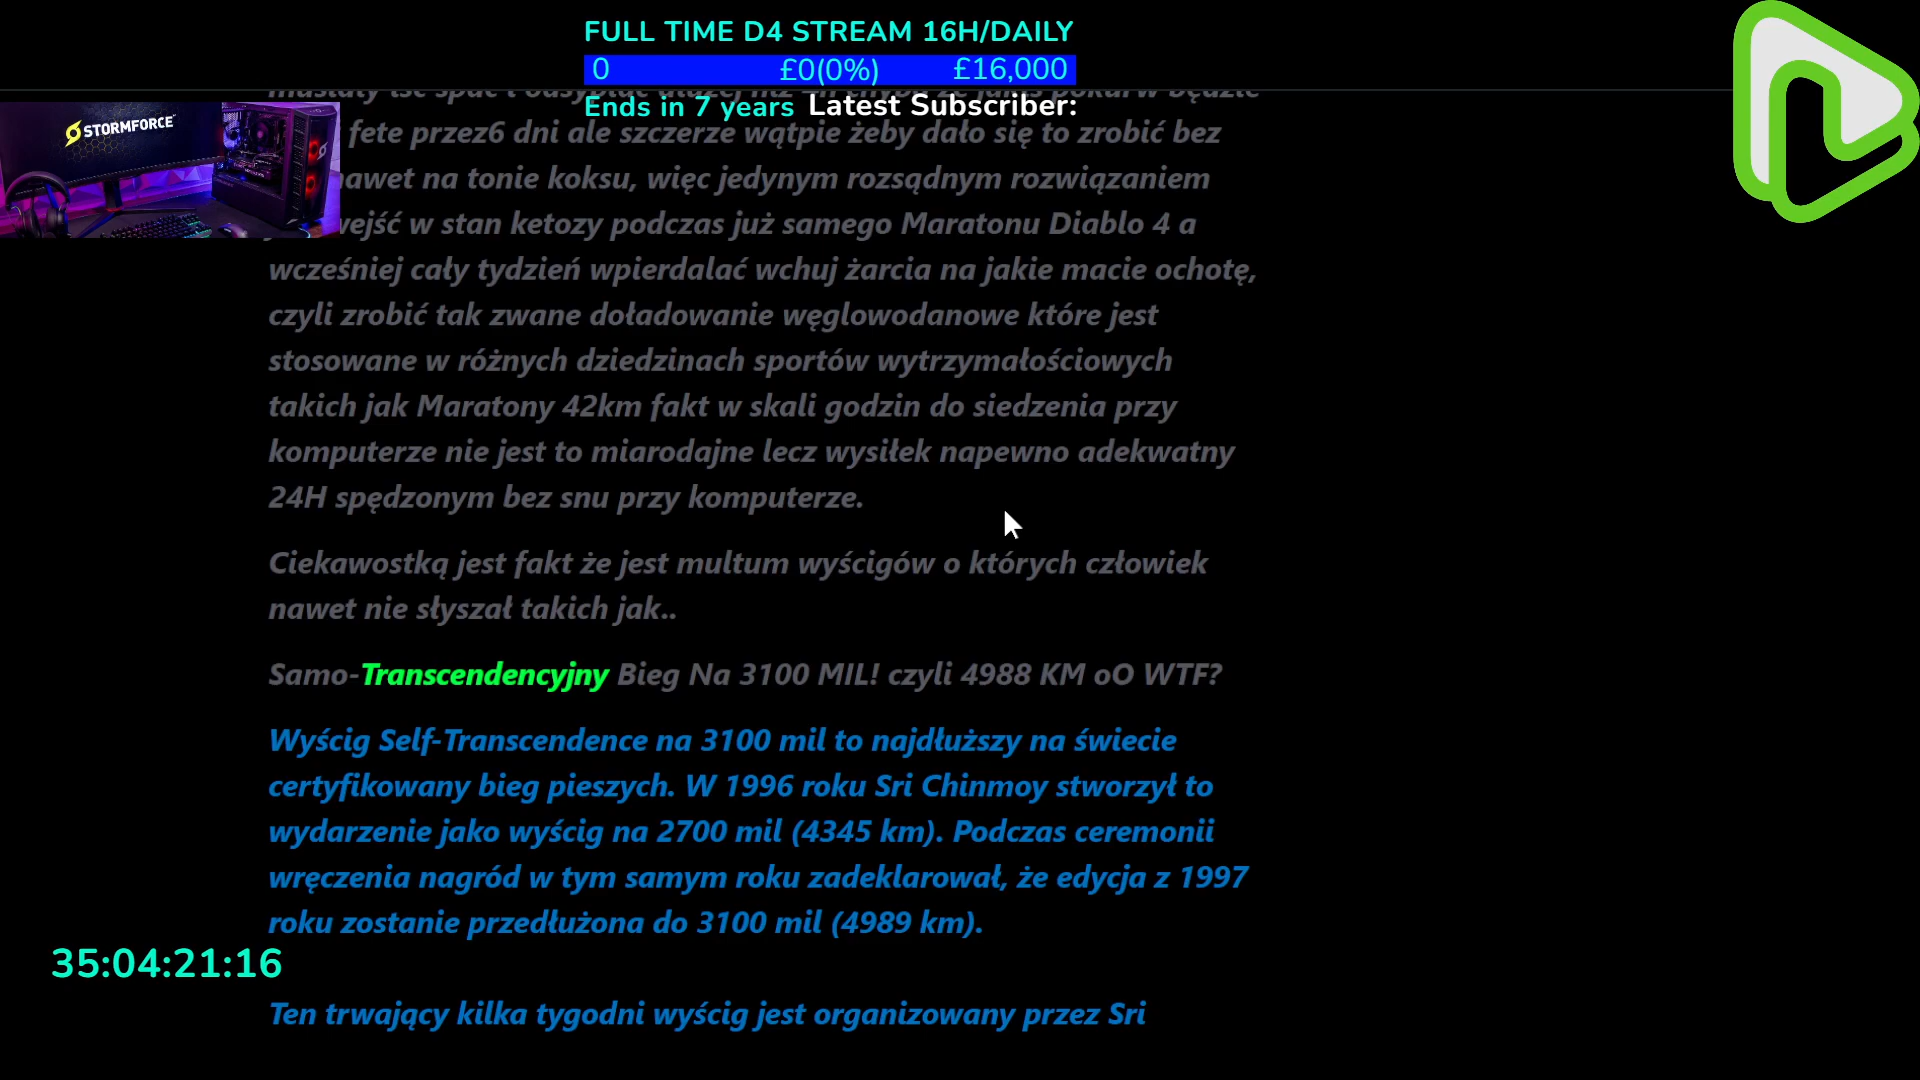 FULL TIME D4 STREAM 16H/DAILY
0 £0(0%) £16,000
Ends in 7 years Latest Subscriber:
STORMFORCE
fete przez6 dni ale szczerze wątpie żeby dało się to zrobić bez
nawet na tonie koksu, więc jedynym rozsądnym rozwiązaniem
w stan ketozy podczas już samego Maratonu Diablo 4 a
wcześniej cały tydzień wpierdalać wchuj żarcia na jakie macie ochotę,
czyli zrobić tak zwane doładowanie węglowodanowe które jest
stosowane w różnych dziedzinach sportów wytrzymałościowych
takich jak Maratony 42km fakt w skali godzin do siedzenia przy
komputerze nie jest to miarodajne lecz wysiłek napewno adekwatny
24H spędzonym bez snu przy komputerze.
Ciekawostką jest fakt że jest multum wyścigów o których człowiek
nawet nie słyszał takich jak..
Samo-Transcendencyjny Bieg Na 3100 MIL! czyli 4988 KM oO WTF?
Wyścig Self-Transcendence na 3100 mil to najdłuższy na świecie
certyfikowany bieg pieszych. W 1996 roku Sri Chinmoy stworzył to
wydarzenie jako wyścig na 2700 mil (4345 km). Podczas ceremonii
wręczenia nagród w tym samym roku zadeklarował, że edycja z 1997
roku zostanie przedłużona do 3100 mil (4989 km).
35:04:21:16
Ten trwający kilka tygodni wyścig jest organizowany przez Sri